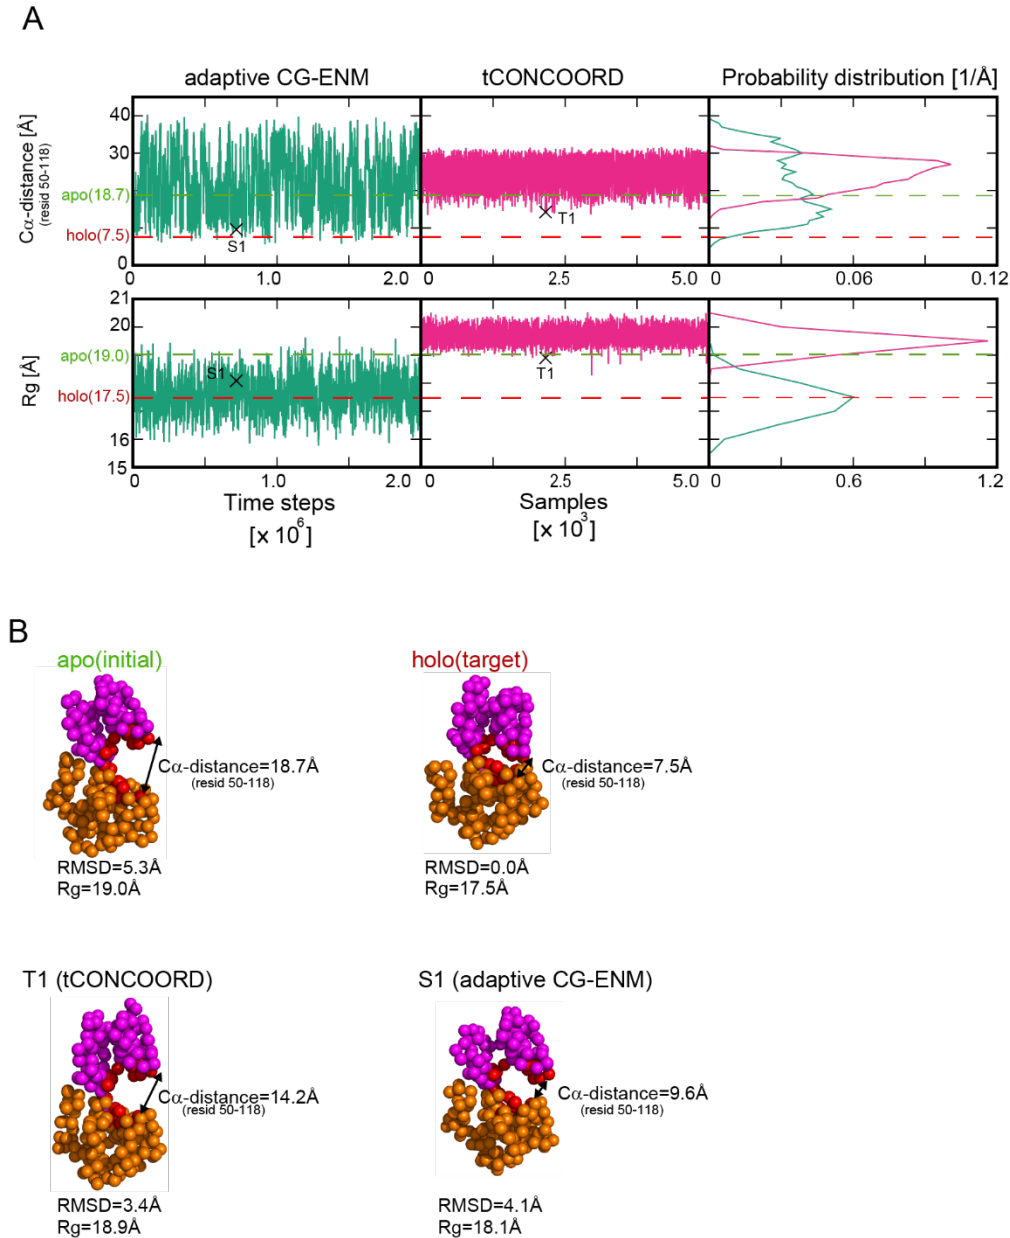 A
adaptive CG-ENM
tCONCOORD
Probability distribution [1/Å]
Cα-distance [Å]
(resid 50-118)
40
30
apo(18.7)
holo(7.5)
0
S1
T1
0
1.0
2.0
0
2.5
5.0
0
0.06
0.12
Rg [Å]
21
20
apo(19.0)
holo(17.5)
16
15
S1
T1
0
1.0
2.0
0
2.5
5.0
0
0.6
1.2
Time steps
[x 10^6]
Samples
[x 10^3]
B
apo(initial)
Cα-distance=18.7Å
(resid 50-118)
RMSD=5.3Å
Rg=19.0Å
holo(target)
Cα-distance=7.5Å
(resid 50-118)
RMSD=0.0Å
Rg=17.5Å
T1 (tCONCOORD)
Cα-distance=14.2Å
(resid 50-118)
RMSD=3.4Å
Rg=18.9Å
S1 (adaptive CG-ENM)
Cα-distance=9.6Å
(resid 50-118)
RMSD=4.1Å
Rg=18.1Å